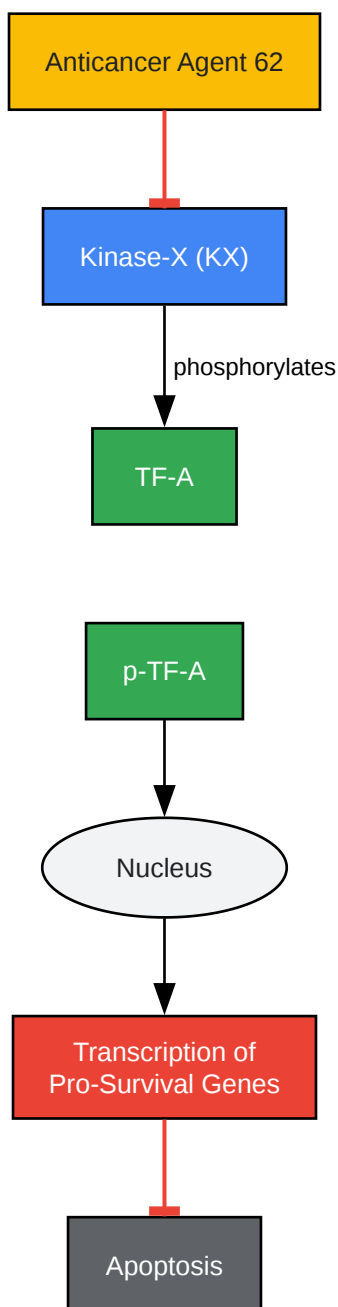 Anticancer Agent 62
Kinase-X (KX)
phosphorylates
TF-A
p-TF-A
Nucleus
Transcription of
Pro-Survival Genes
Apoptosis